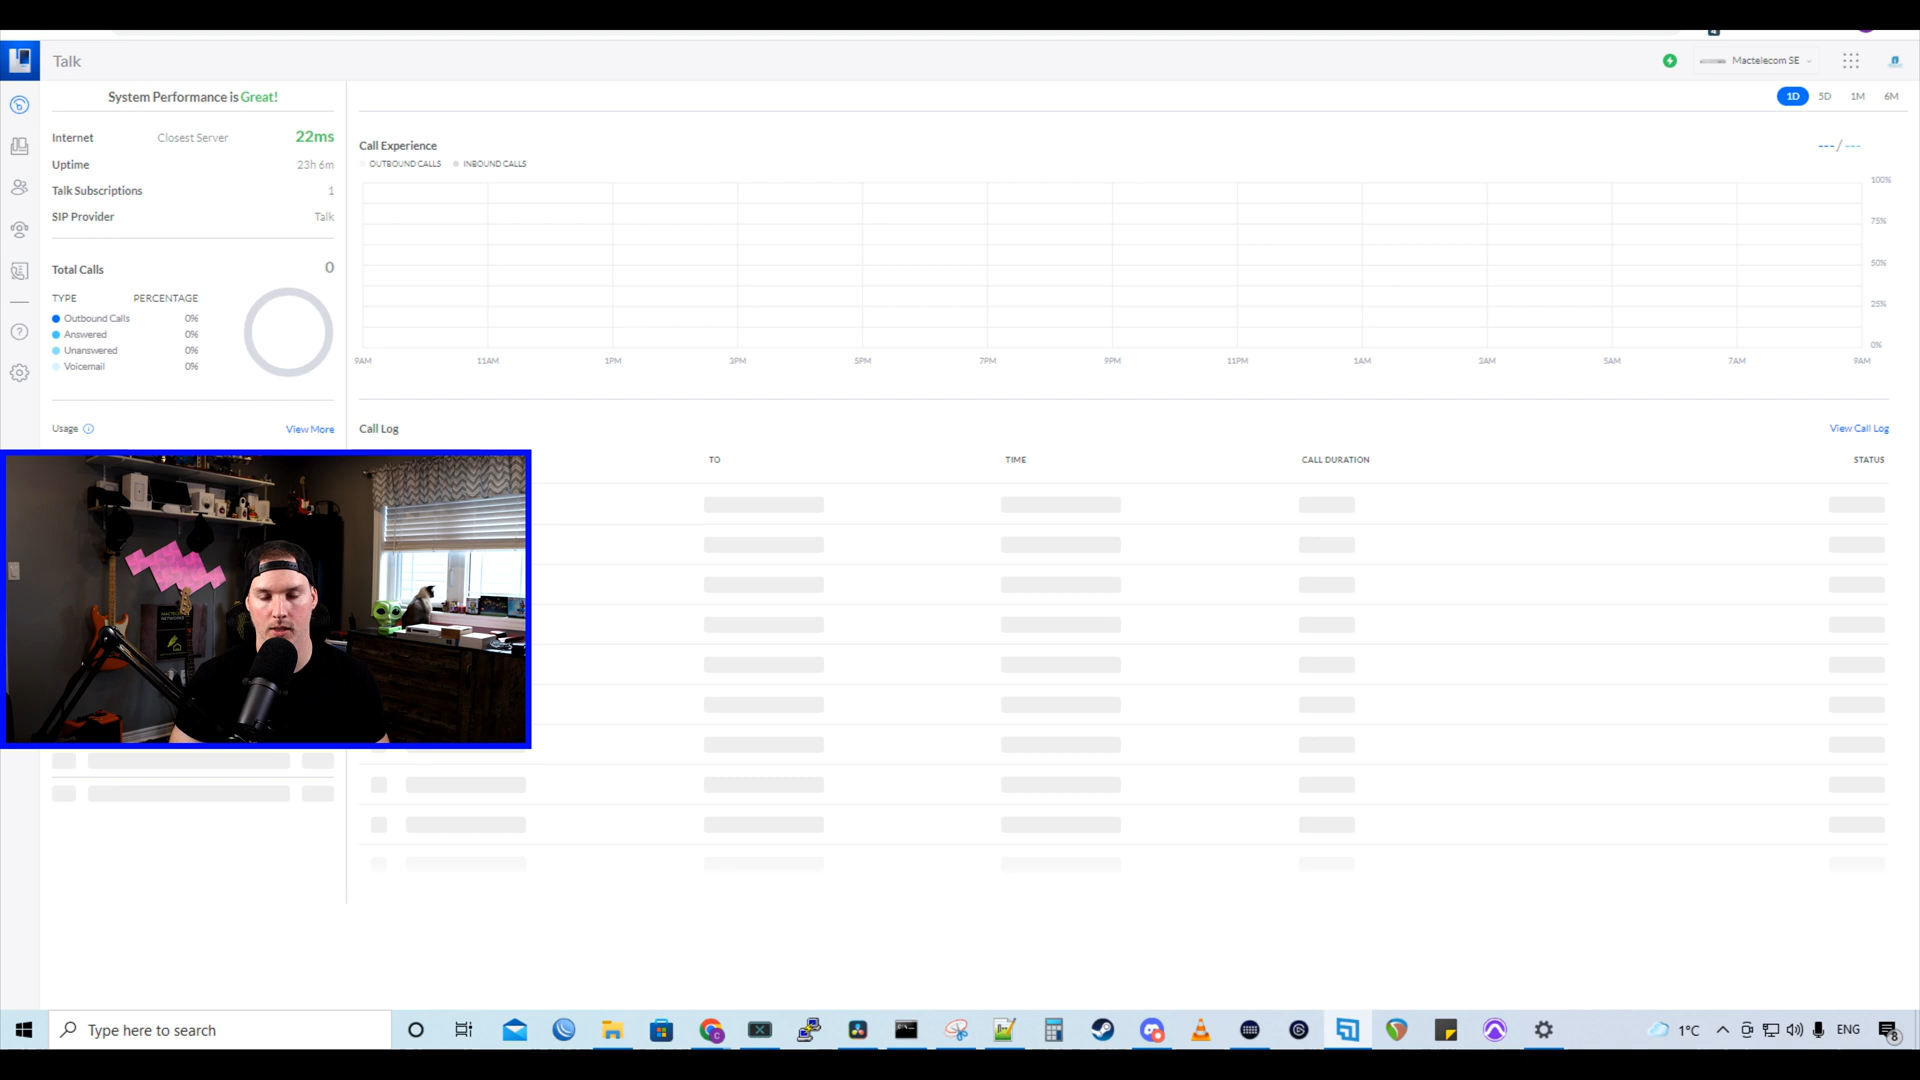 Talk
Mactelecom SE
System Performance is Great!
1D 5D 1M 6M
Internet Closest Server 22ms
Uptime 23h 6m
Talk Subscriptions 1
SIP Provider Talk
Call Experience
--- / ---
OUTBOUND CALLS INBOUND CALLS
100%
75%
50%
25%
0%
9AM 11AM 1PM 3PM 5PM 7PM 9PM 11PM 1AM 3AM 5AM 7AM 9AM
Total Calls 0
TYPE PERCENTAGE
Outbound Calls 0%
Answered 0%
Unanswered 0%
Voicemail 0%
Usage View More
Call Log View Call Log
TO TIME CALL DURATION STATUS
Type here to search
1°C
ENG
8